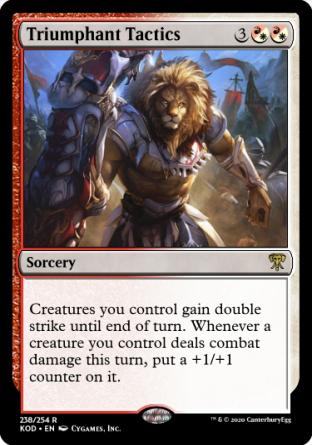 Triumphant Tactics 3
Sorcery
Creatures you control gain double
strike until end of turn. Whenever a
creature you control deals combat
damage this turn, put a +1/+1
counter on it.
238/254 R
KOD • EN Cygames, Inc.
™ & © 2020 CanterburyEgg